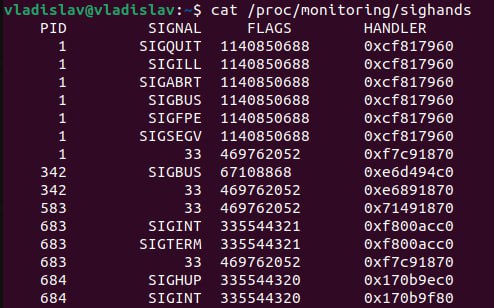 vladislav@vladislav:~$ cat /proc/monitoring/sighands
PID SIGNAL FLAGS HANDLER
1 SIGQUIT 1140850688 0xcf817960
1 SIGILL 1140850688 0xcf817960
1 SIGABRT 1140850688 0xcf817960
1 SIGBUS 1140850688 0xcf817960
1 SIGFPE 1140850688 0xcf817960
1 SIGSEGV 1140850688 0xcf817960
1 33 469762052 0xf7c91870
342 SIGBUS 67108868 0xe6d494c0
342 33 469762052 0xe6891870
583 33 469762052 0x71491870
683 SIGINT 335544321 0xf800acc0
683 SIGTERM 335544321 0xf800acc0
683 33 469762052 0xf7c91870
684 SIGHUP 335544320 0x170b9ec0
684 SIGINT 335544320 0x170b9f80